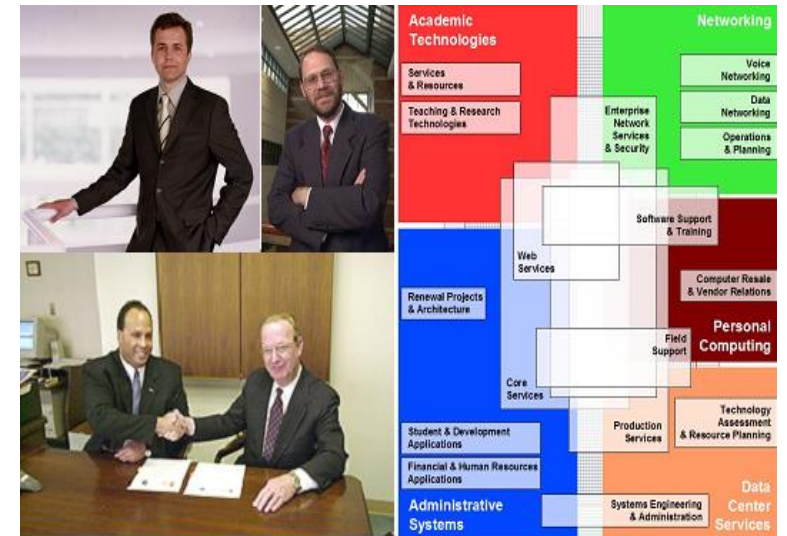 Academic
Technologies
Networking
Services
& Resources
Voice
Networking
Teaching & Research
Technologies
Data
Networking
Enterprise
Network
Services
& Security
Operations
& Planning
Software Support
& Training
Web
Services
Computer Resale
& Vendor Relations
Renewal Projects
& Architecture
Personal
Computing
Field
Support
Core
Services
Technology
Assessment
& Resource Planning
Student & Development
Applications
Production
Services
Financial & Human Resources
Applications
Data
Center
Services
Administrative
Systems
Systems Engineering
& Administration